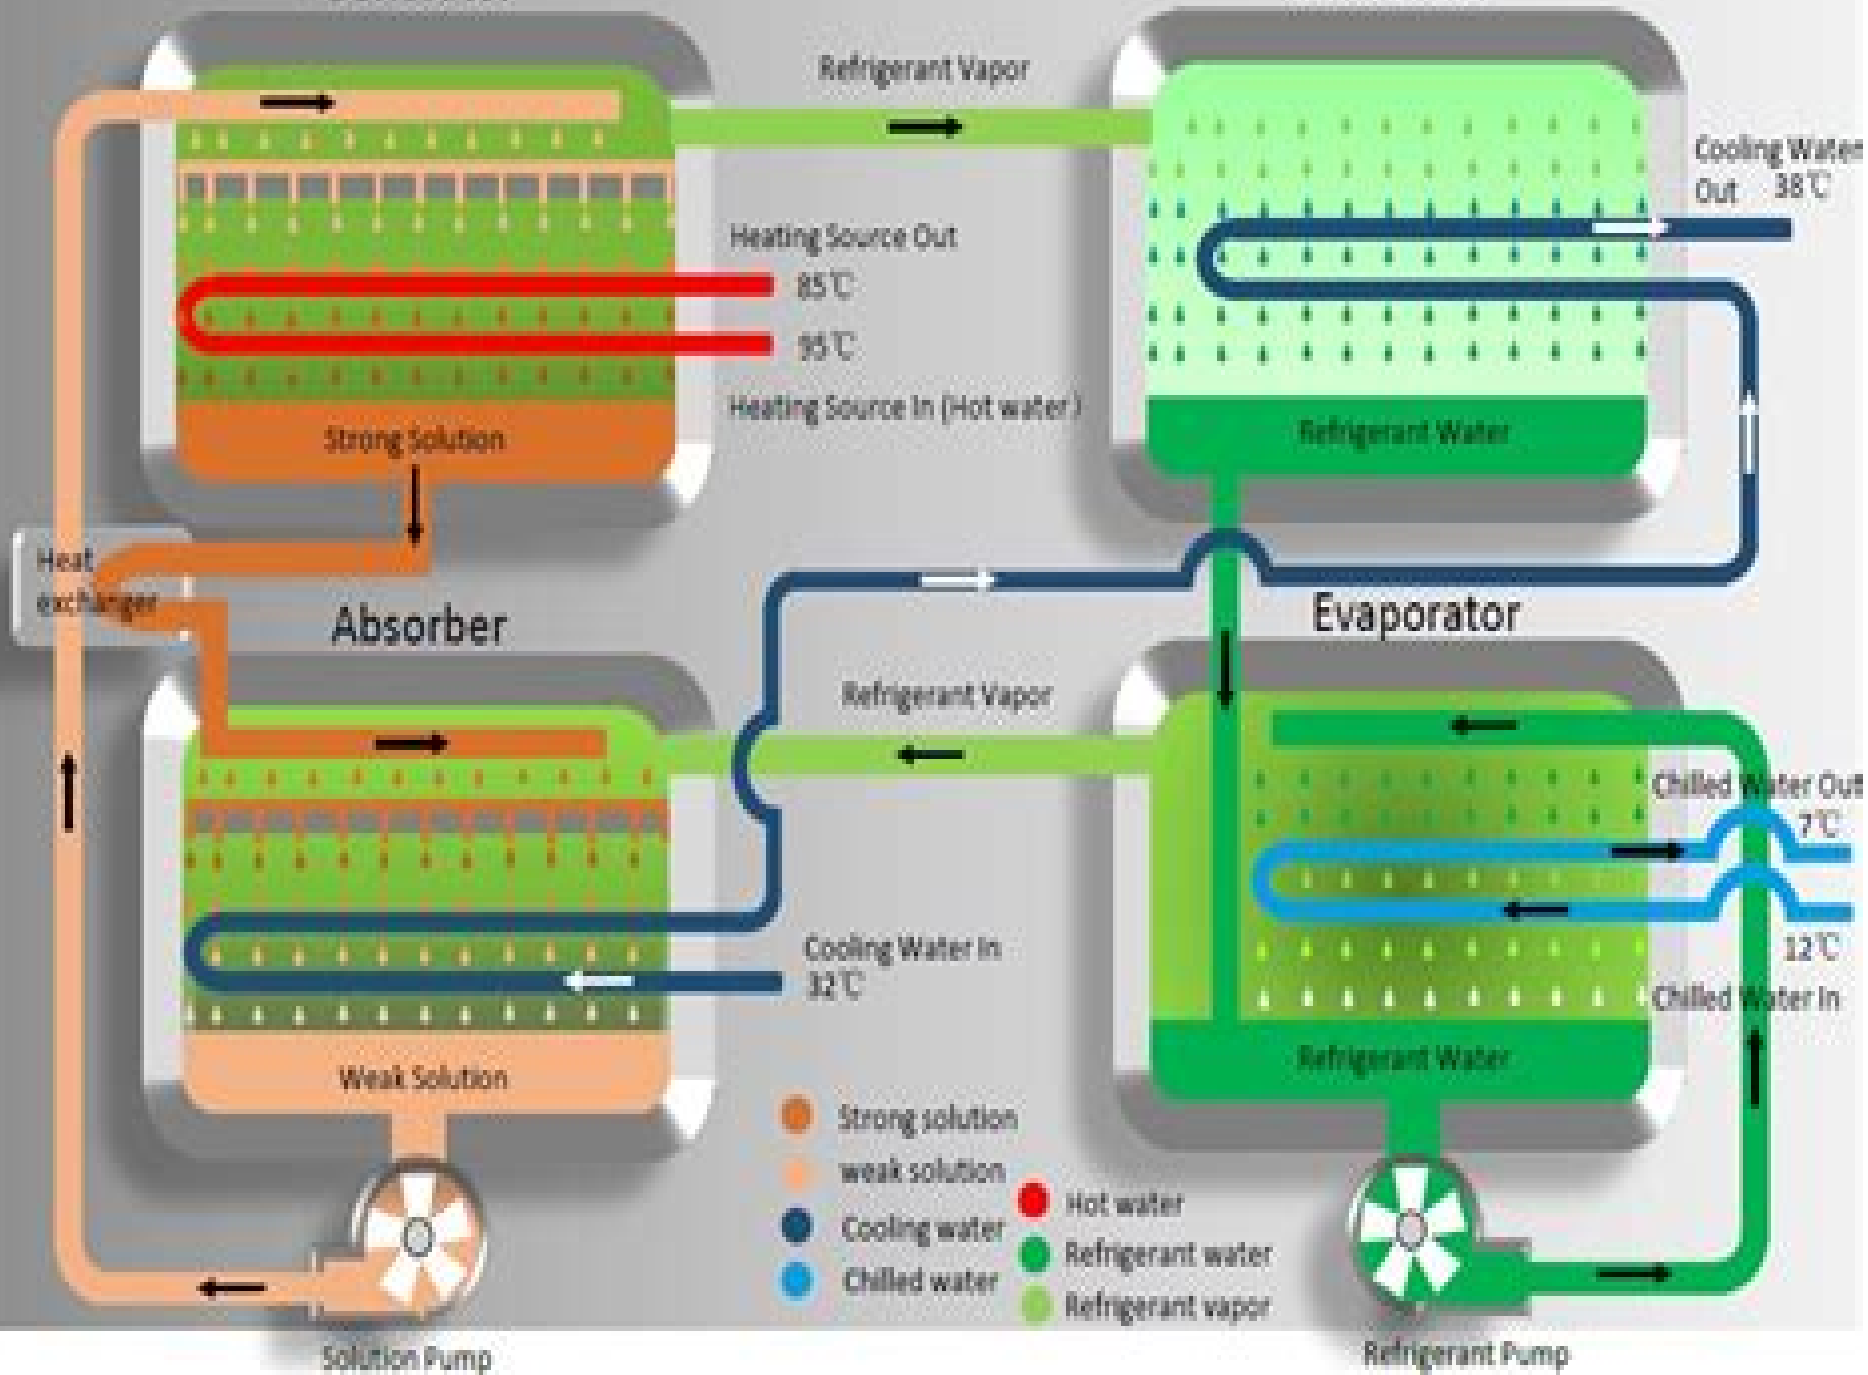 Refrigerant Vapor
Cooling Water
Out 38℃
Heating Source Out
85℃
95℃
Heating Source In (Hot water)
Strong Solution
Refrigerant Water
Heat
exchanger
Absorber
Evaporator
Refrigerant Vapor
Chilled Water Out
7℃
Cooling Water In
32℃
12℃
Chilled Water In
Weak Solution
Refrigerant Water
Strong solution
weak solution
Cooling water
Chilled water
Hot water
Refrigerant water
Refrigerant vapor
Solution Pump
Refrigerant Pump